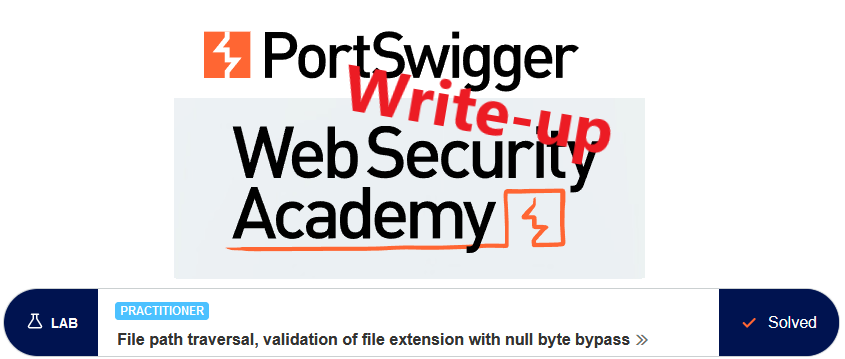 PortSwigger
Write-up
Web Security
Academy
PRACTITIONER
LAB
File path traversal, validation of file extension with null byte bypass
Solved